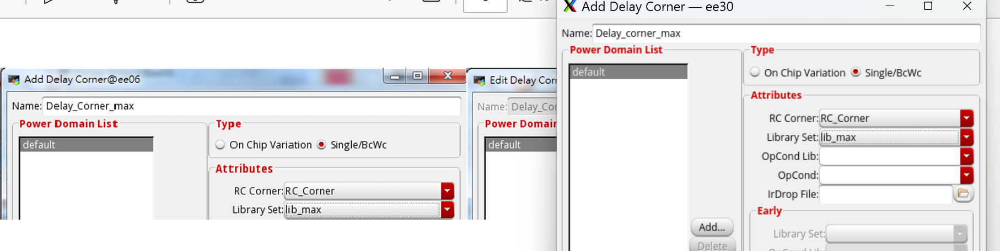 Add Delay Corner@ee06
Name: Delay_Corner_max
Power Domain List
default
Type
On Chip Variation Single/BcWc
Attributes
RC Corner: RC_Corner
Library Set: lib_max
Edit Delay Cor
Name: Delay_Co
Power Domain
default
Add Delay Corner — ee30
Name: Delay_corner_max
Power Domain List
default
Type
On Chip Variation Single/BcWc
Attributes
RC Corner: RC_Corner
Library Set: lib_max
OpCond Lib:
OpCond:
IrDrop File:
Early
Library Set:
Add...
Delete